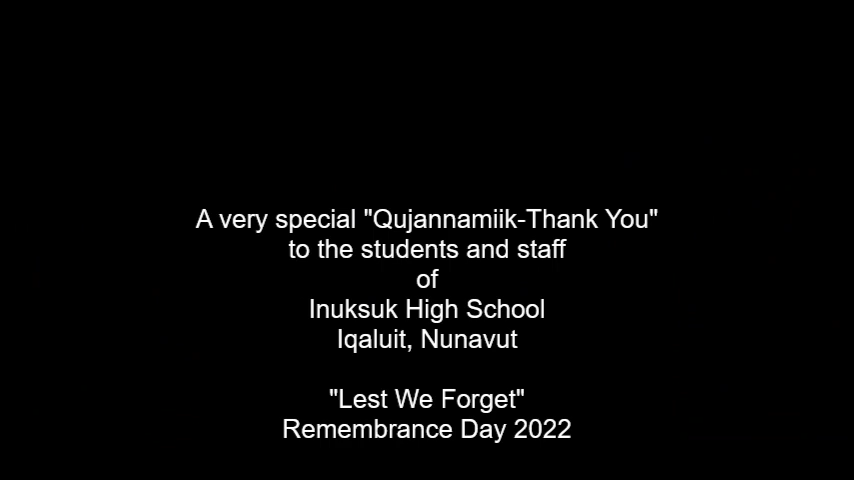 A very special "Qujannamiik-Thank You"
to the students and staff
of
Inuksuk High School
Iqaluit, Nunavut
"Lest We Forget"
Remembrance Day 2022